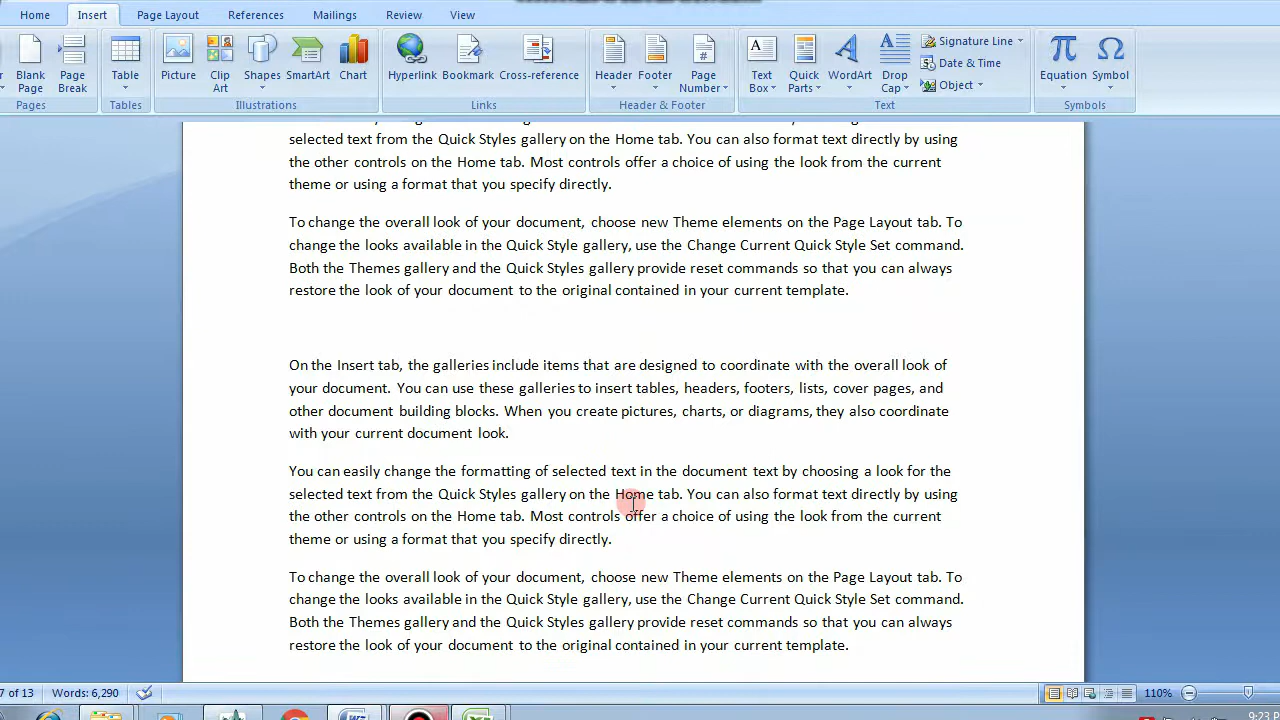 Home Insert Page Layout References Mailings Review View
Blank Page Page Break Table Picture Clip Art Shapes SmartArt Chart Hyperlink Bookmark Cross-reference Header Footer Page Number Text Box Quick Parts WordArt Drop Cap Signature Line Date & Time Object Equation Symbol
Pages Tables Illustrations Links Header & Footer Text Symbols
selected text from the Quick Styles gallery on the Home tab. You can also format text directly by using
the other controls on the Home tab. Most controls offer a choice of using the look from the current
theme or using a format that you specify directly.
To change the overall look of your document, choose new Theme elements on the Page Layout tab. To
change the looks available in the Quick Style gallery, use the Change Current Quick Style Set command.
Both the Themes gallery and the Quick Styles gallery provide reset commands so that you can always
restore the look of your document to the original contained in your current template.
On the Insert tab, the galleries include items that are designed to coordinate with the overall look of
your document. You can use these galleries to insert tables, headers, footers, lists, cover pages, and
other document building blocks. When you create pictures, charts, or diagrams, they also coordinate
with your current document look.
You can easily change the formatting of selected text in the document text by choosing a look for the
selected text from the Quick Styles gallery on the Home tab. You can also format text directly by using
the other controls on the Home tab. Most controls offer a choice of using the look from the current
theme or using a format that you specify directly.
To change the overall look of your document, choose new Theme elements on the Page Layout tab. To
change the looks available in the Quick Style gallery, use the Change Current Quick Style Set command.
Both the Themes gallery and the Quick Styles gallery provide reset commands so that you can always
restore the look of your document to the original contained in your current template.
7 of 13 Words: 6,290 110%
9:23 P